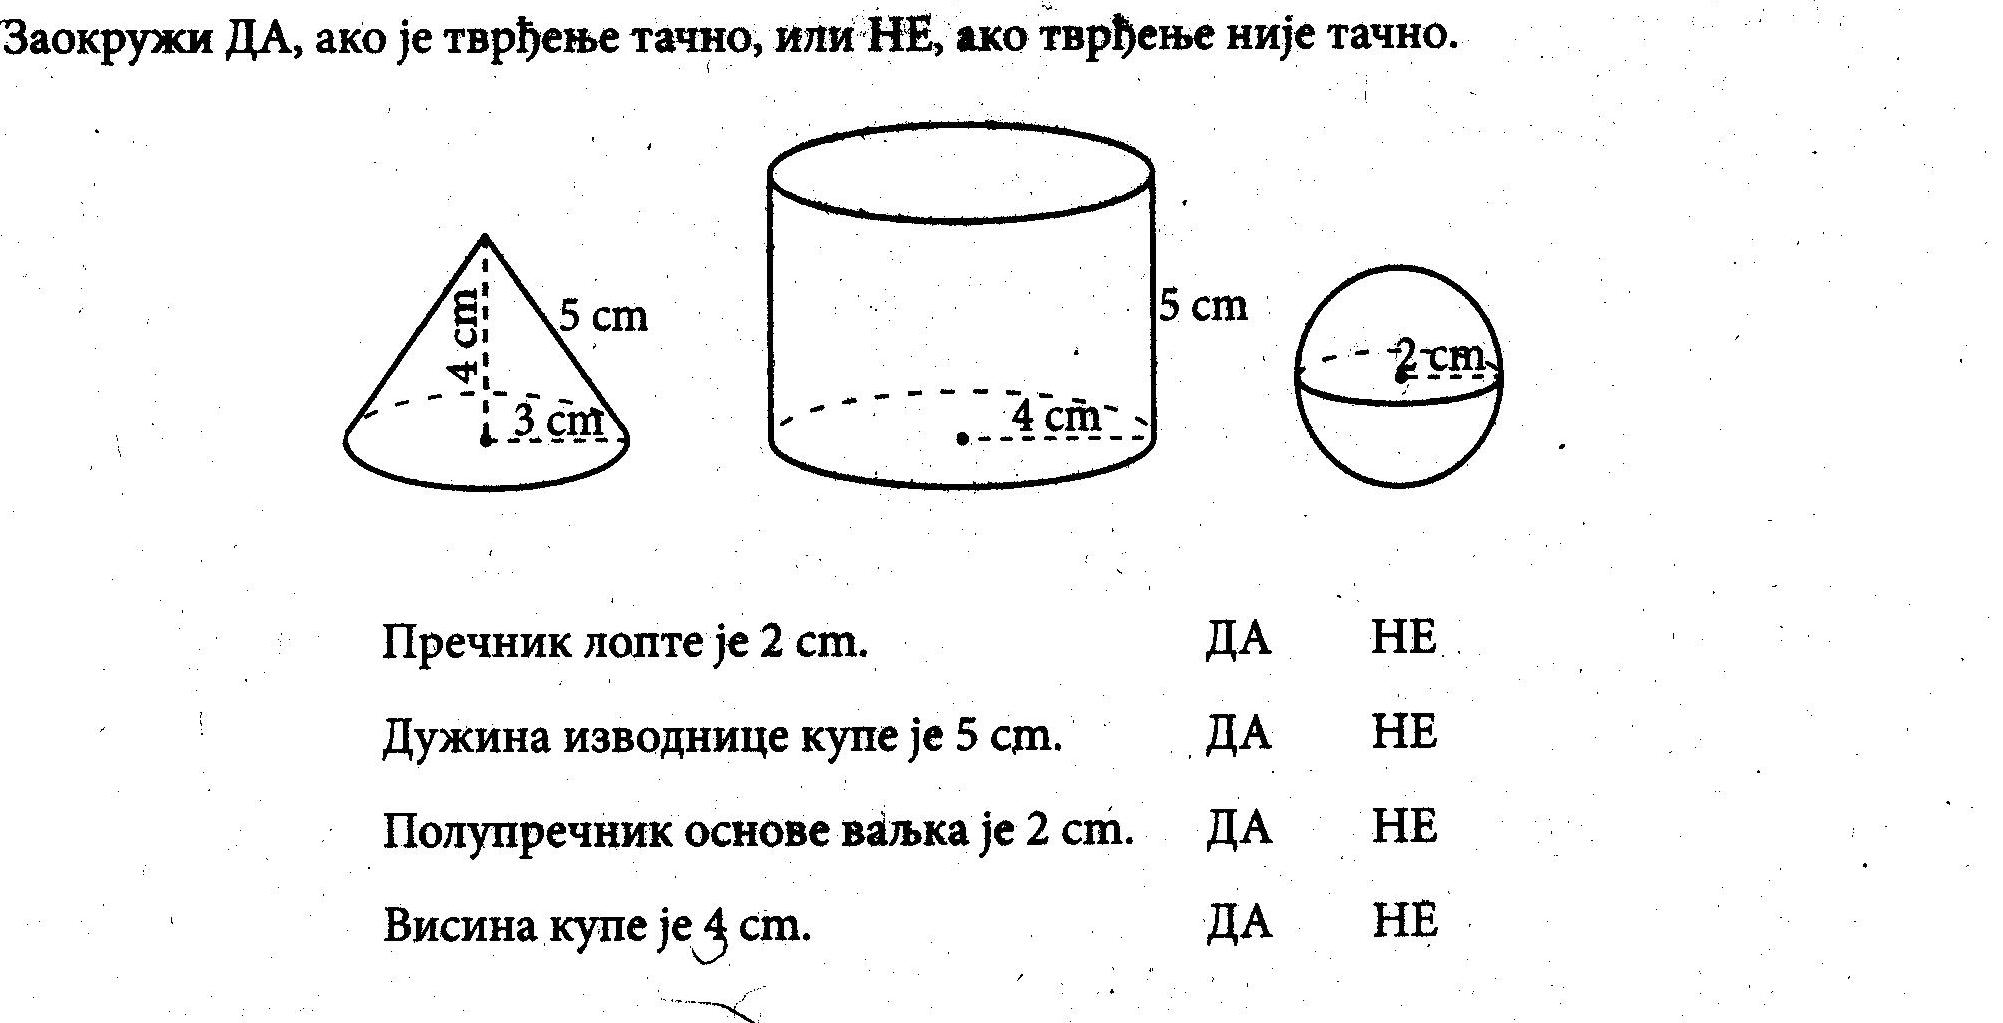 Заокружи ДА, ако је тврђење тачно, или НЕ, ако тврђење није тачно.
4 cm
5 cm
3 cm
5 cm
4 cm
2 cm
Пречник лопте је 2 cm. ДА НЕ
Дужина изводнице купе је 5 cm. ДА НЕ
Полупречник основе ваљка је 2 cm. ДА НЕ
Висина купе је 4 cm. ДА НЕ